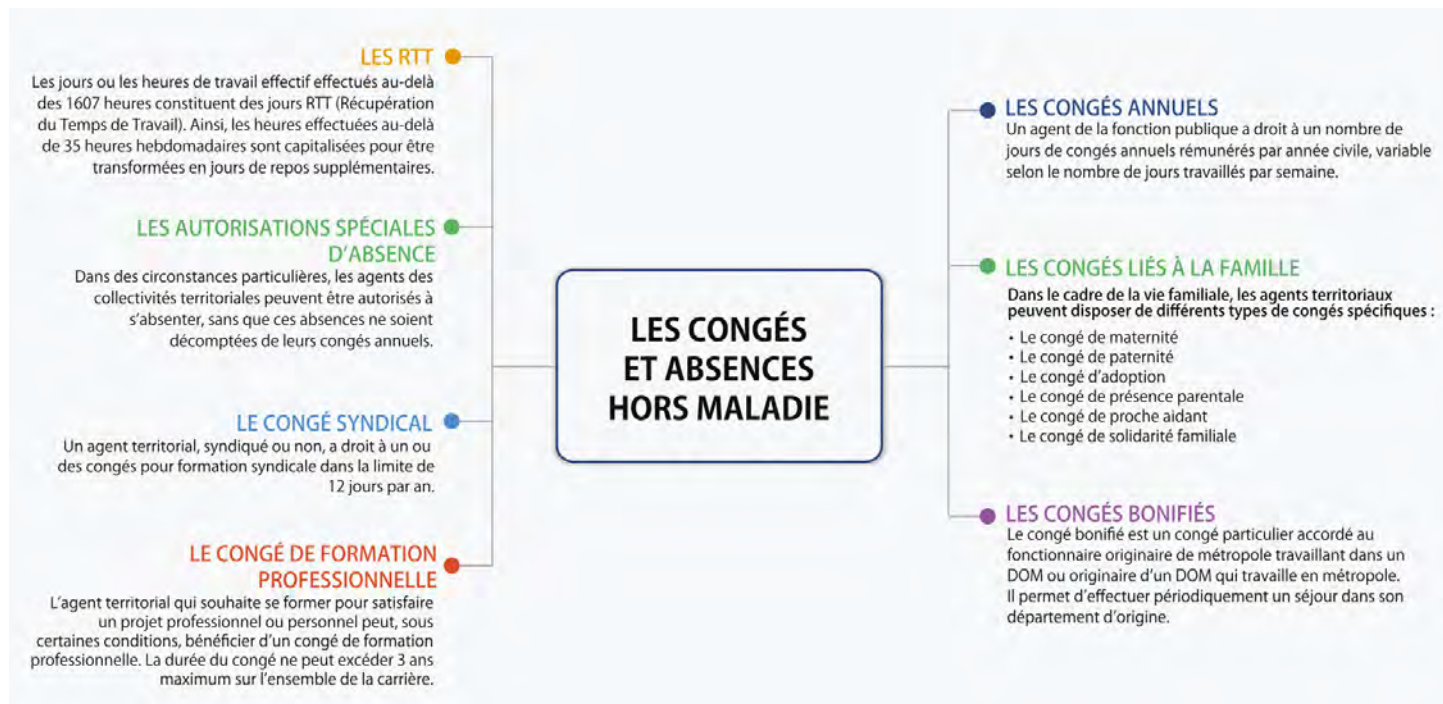 LES RTT
Les jours ou les heures de travail effectif effectués au-delà
des 1607 heures constituent des jours RTT (Récupération
du Temps de Travail). Ainsi, les heures effectuées au-delà
de 35 heures hebdomadaires sont capitalisées pour être
transformées en jours de repos supplémentaires.
LES AUTORISATIONS SPÉCIALES
D’ABSENCE
Dans des circonstances particulières, les agents des
collectivités territoriales peuvent être autorisés à
s’absenter, sans que ces absences ne soient
décomptées de leurs congés annuels.
LE CONGÉ SYNDICAL
Un agent territorial, syndiqué ou non, a droit à un ou
des congés pour formation syndicale dans la limite de
12 jours par an.
LE CONGÉ DE FORMATION
PROFESSIONNELLE
L’agent territorial qui souhaite se former pour satisfaire
un projet professionnel ou personnel peut, sous
certaines conditions, bénéficier d’un congé de formation
professionnelle. La durée du congé ne peut excéder 3 ans
maximum sur l’ensemble de la carrière.
LES CONGÉS
ET ABSENCES
HORS MALADIE
LES CONGÉS ANNUELS
Un agent de la fonction publique a droit à un nombre de
jours de congés annuels rémunérés par année civile, variable
selon le nombre de jours travaillés par semaine.
LES CONGÉS LIÉS À LA FAMILLE
Dans le cadre de la vie familiale, les agents territoriaux
peuvent disposer de différents types de congés spécifiques :
• Le congé de maternité
• Le congé de paternité
• Le congé d’adoption
• Le congé de présence parentale
• Le congé de proche aidant
• Le congé de solidarité familiale
LES CONGÉS BONIFIÉS
Le congé bonifié est un congé particulier accordé au
fonctionnaire originaire de métropole travaillant dans un
DOM ou originaire d’un DOM qui travaille en métropole.
Il permet d’effectuer périodiquement un séjour dans son
département d’origine.